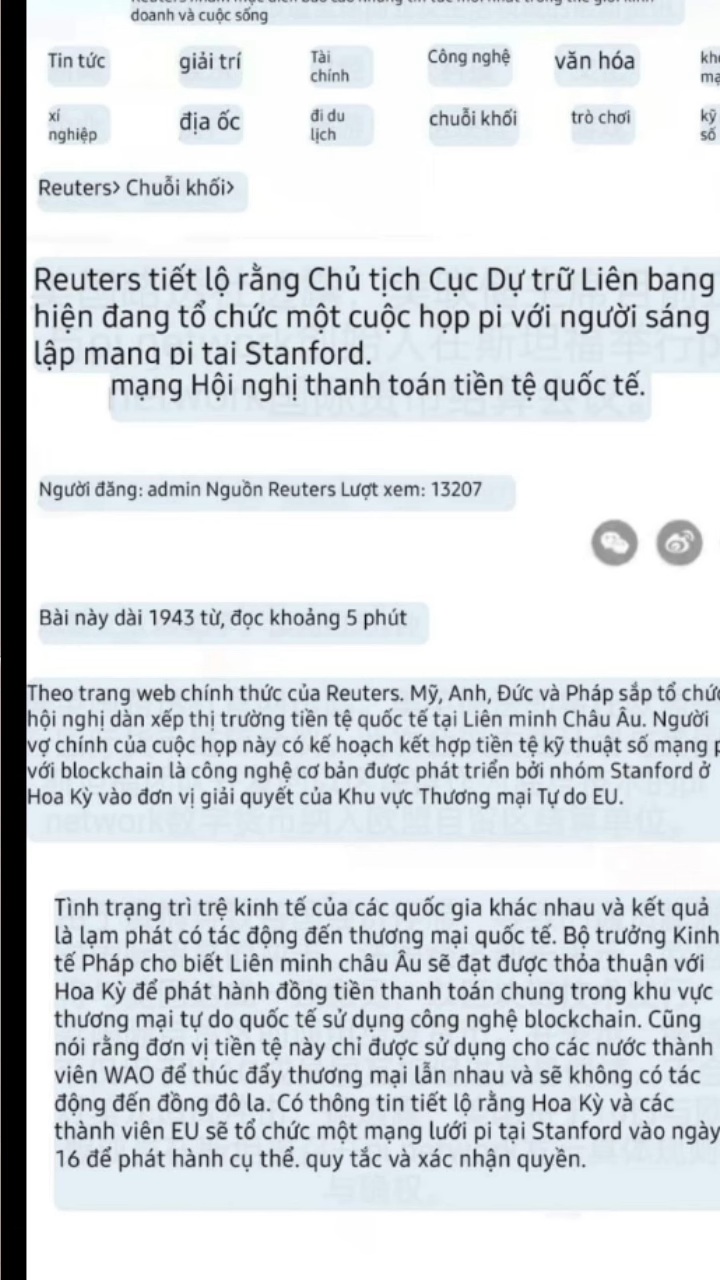 doanh và cuộc sống
Tin tức giải trí Tài chính Công nghệ văn hóa
xí nghiệp địa ốc đi du lịch chuỗi khối trò chơi kỹ số
Reuters> Chuỗi khối>
Reuters tiết lộ rằng Chủ tịch Cục Dự trữ Liên bang
hiện đang tổ chức một cuộc họp pi với người sáng
lập mạng pi tại Stanford.
mạng Hội nghị thanh toán tiền tệ quốc tế.
Người đăng: admin Nguồn Reuters Lượt xem: 13207
Bài này dài 1943 từ, đọc khoảng 5 phút
Theo trang web chính thức của Reuters. Mỹ, Anh, Đức và Pháp sắp tổ chức
hội nghị dàn xếp thị trường tiền tệ quốc tế tại Liên minh Châu Âu. Người
vợ chính của cuộc họp này có kế hoạch kết hợp tiền tệ kỹ thuật số mạng p
với blockchain là công nghệ cơ bản được phát triển bởi nhóm Stanford ở
Hoa Kỳ vào đơn vị giải quyết của Khu vực Thương mại Tự do EU.
Tình trạng trì trệ kinh tế của các quốc gia khác nhau và kết quả
là lạm phát có tác động đến thương mại quốc tế. Bộ trưởng Kinh
tế Pháp cho biết Liên minh châu Âu sẽ đạt được thỏa thuận với
Hoa Kỳ để phát hành đồng tiền thanh toán chung trong khu vực
thương mại tự do quốc tế sử dụng công nghệ blockchain. Cũng
nói rằng đơn vị tiền tệ này chỉ được sử dụng cho các nước thành
viên WAO để thúc đẩy thương mại lẫn nhau và sẽ không có tác
động đến đồng đô la. Có thông tin tiết lộ rằng Hoa Kỳ và các
thành viên EU sẽ tổ chức một mạng lưới pi tại Stanford vào ngày
16 để phát hành cụ thể. quy tắc và xác nhận quyền.